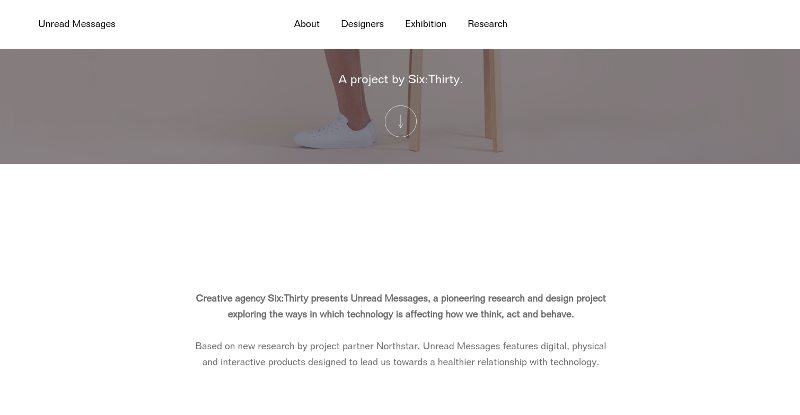 Unread Messages
About Designers Exhibition Research
A project by Six:Thirty.
Creative agency Six:Thirty presents Unread Messages, a pioneering research and design project
exploring the ways in which technology is affecting how we think, act and behave.
Based on new research by project partner Northstar, Unread Messages features digital, physical
and interactive products designed to lead us towards a healthier relationship with technology.